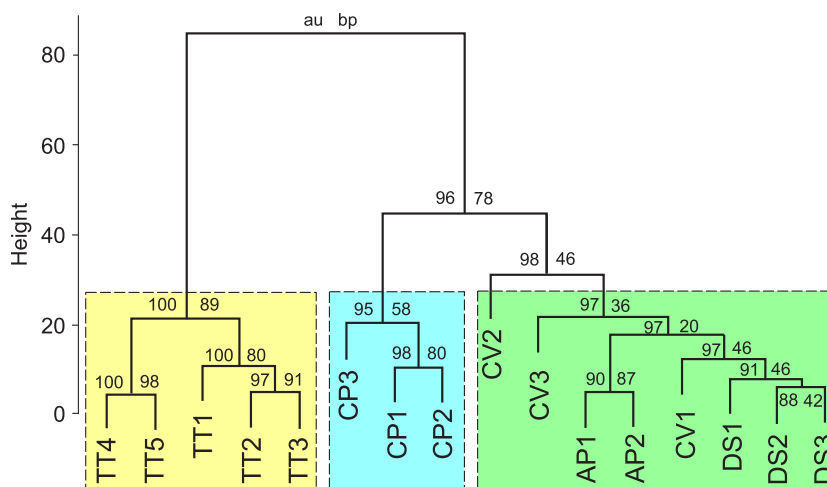 au bp
80
60
40
20
0
Height
96 78
98 46
100 89
95 58
97 36
97 20
100 80
98 80
97 46
91 46
100 98
97 91
90 87
88 42
TT4
TT5
TT1
TT2
TT3
CP3
CP1
CP2
CV2
CV3
AP1
AP2
CV1
DS1
DS2
DS3